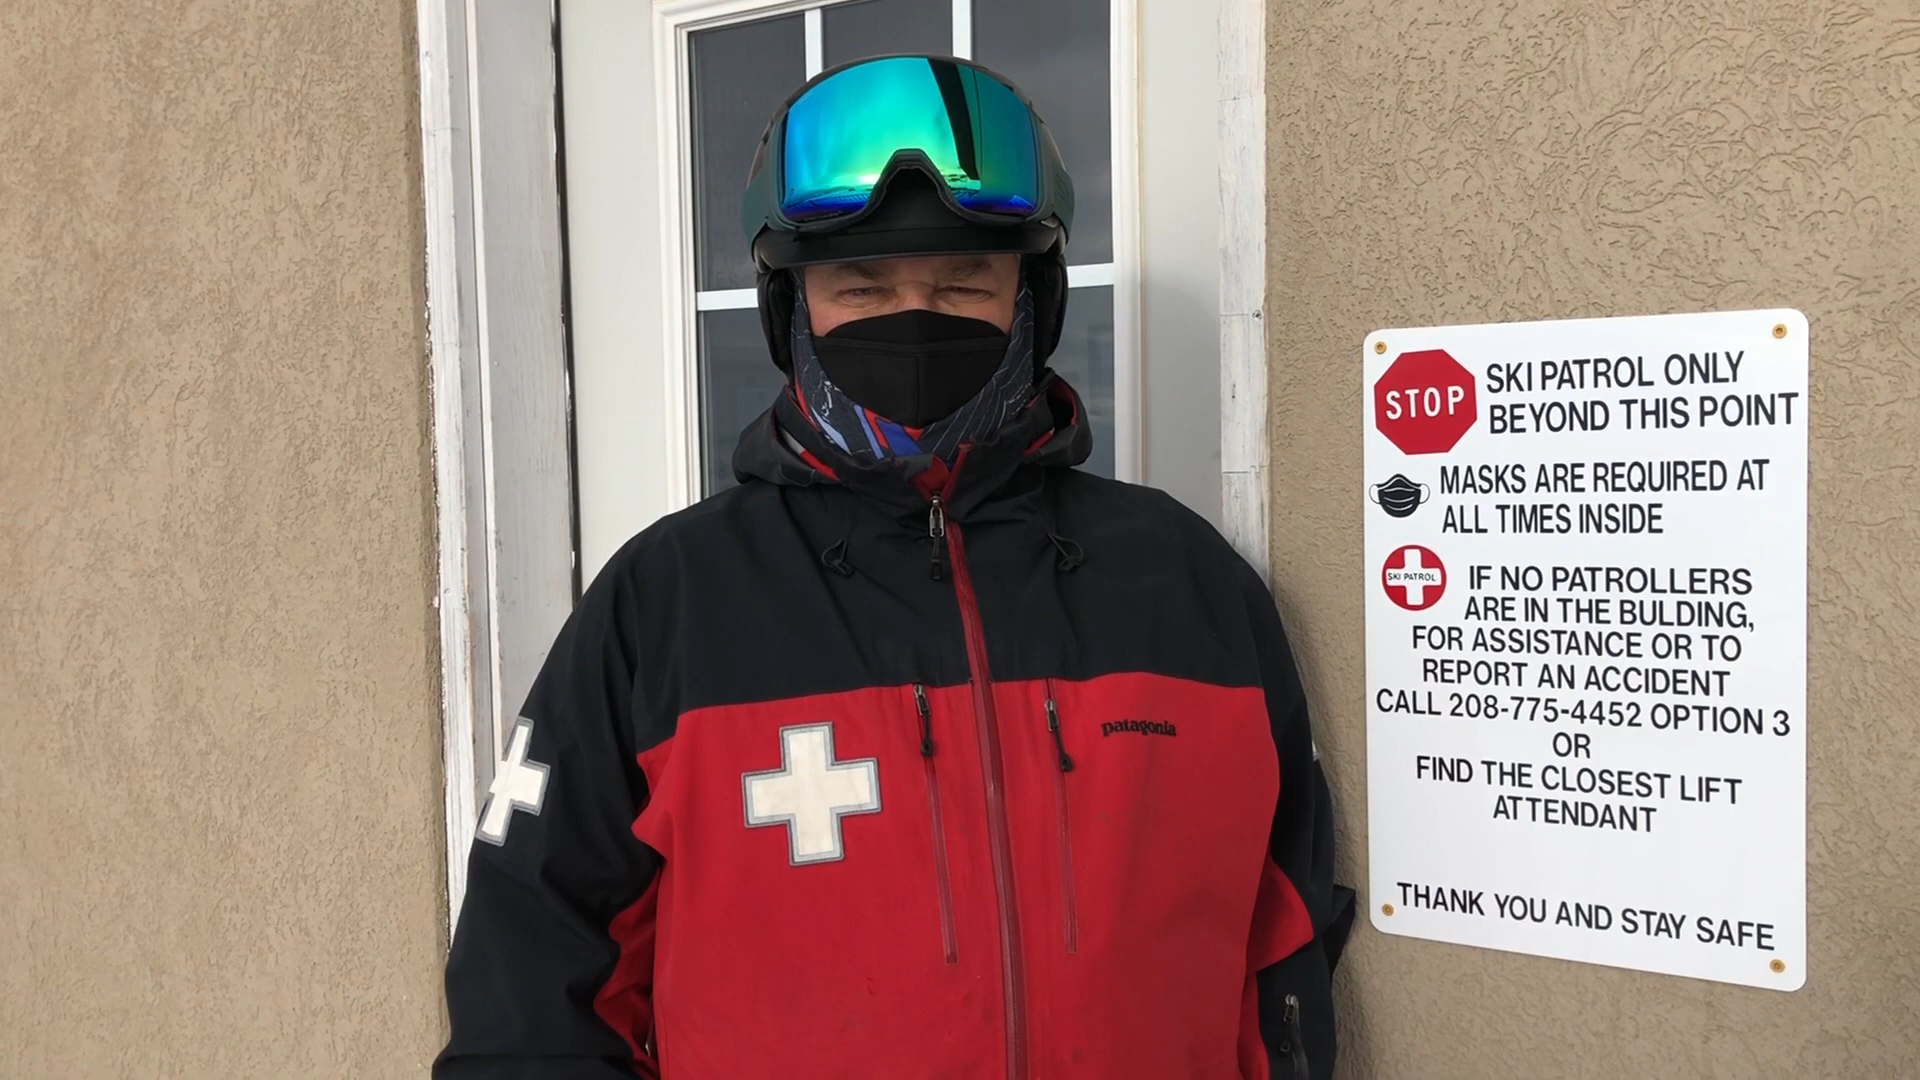 STOP
SKI PATROL ONLY
BEYOND THIS POINT
MASKS ARE REQUIRED AT
ALL TIMES INSIDE
SKI PATROL
IF NO PATROLLERS
ARE IN THE BULDING,
FOR ASSISTANCE OR TO
REPORT AN ACCIDENT
CALL 208-775-4452 OPTION 3
OR
FIND THE CLOSEST LIFT
ATTENDANT
THANK YOU AND STAY SAFE
patagonia